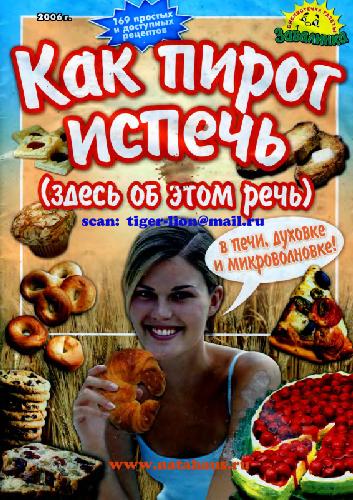 2006 г.
169 простых
и доступных
рецептов
Завалинка
Как пирог
испечь
(здесь об этом речь)
scan: tiger-lion@mail.ru
в печи, духовке
и микроволновке!
www.natahaus.ru